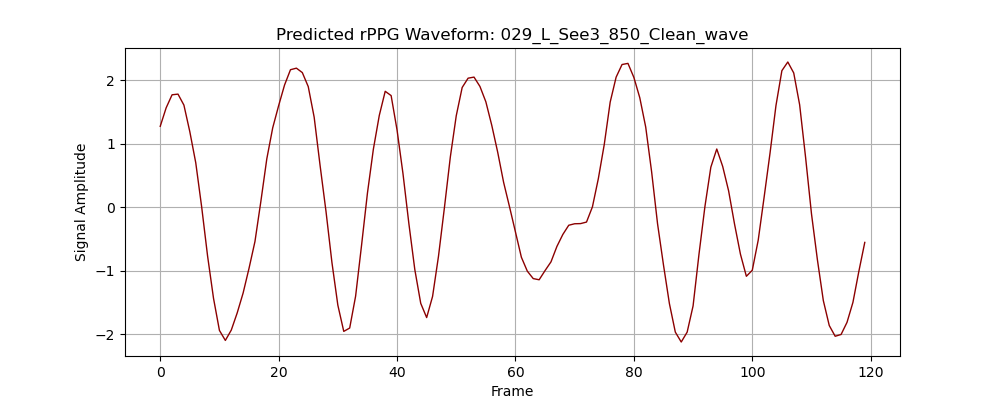 Predicted rPPG Waveform: 029_L_See3_850_Clean_wave
Signal Amplitude
2
1
0
−1
−2
0 20 40 60 80 100 120
Frame